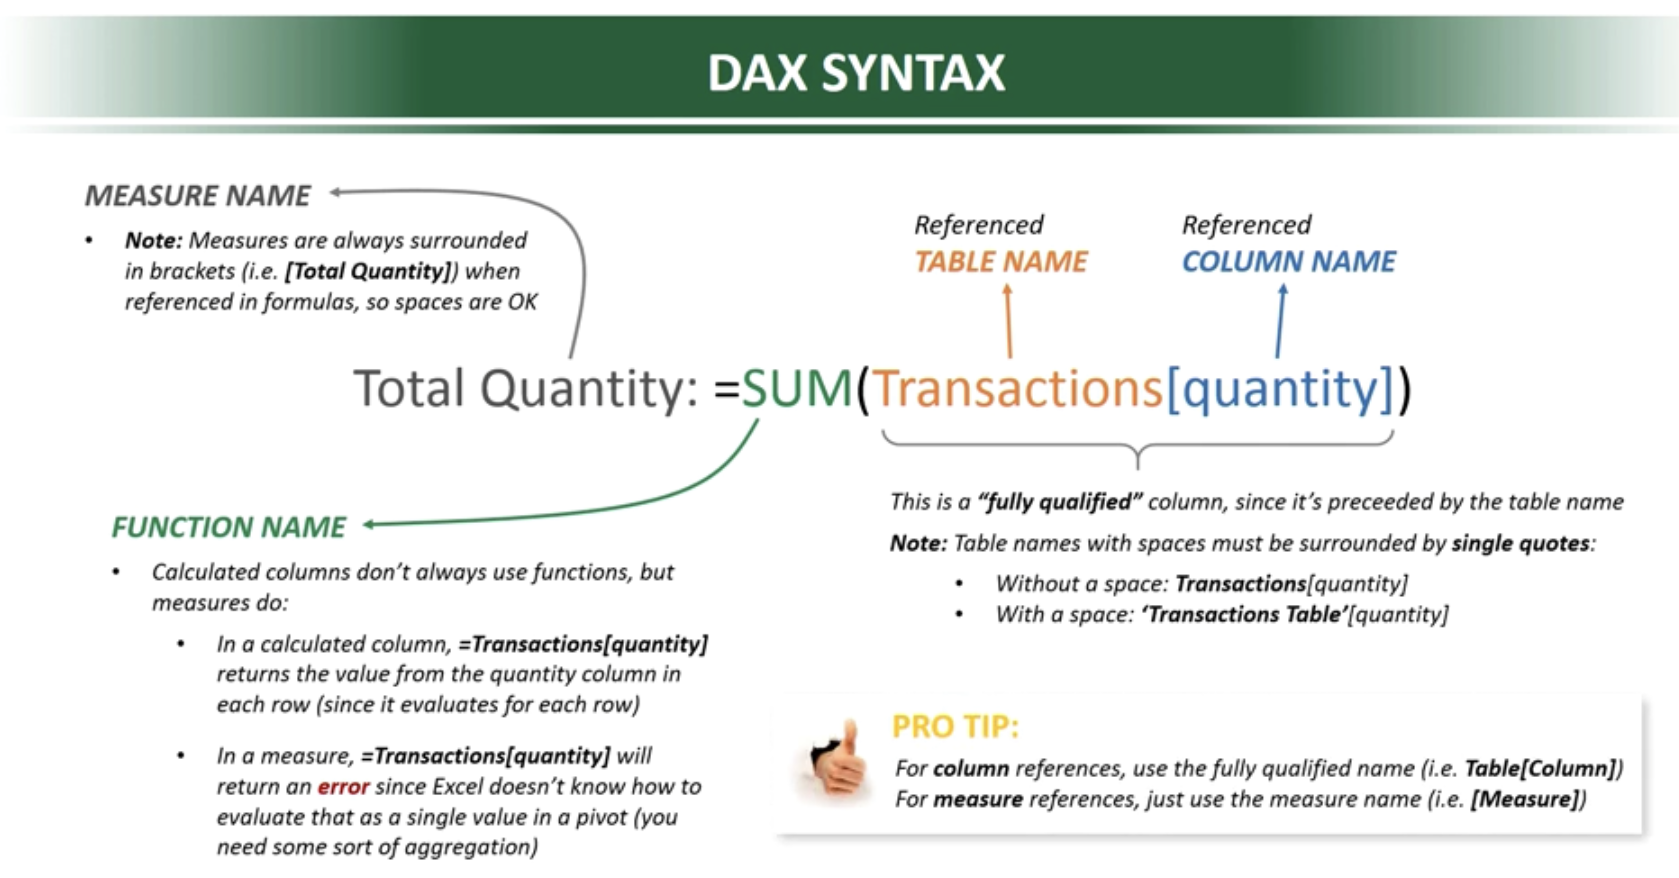 DAX SYNTAX
MEASURE NAME
• Note: Measures are always surrounded
in brackets (i.e. [Total Quantity]) when
referenced in formulas, so spaces are OK
Referenced
TABLE NAME
Referenced
COLUMN NAME
Total Quantity: =SUM(Transactions[quantity])
This is a “fully qualified” column, since it’s preceeded by the table name
Note: Table names with spaces must be surrounded by single quotes:
• Without a space: Transactions[quantity]
• With a space: ‘Transactions Table’[quantity]
FUNCTION NAME
• Calculated columns don’t always use functions, but
measures do:
• In a calculated column, =Transactions[quantity]
returns the value from the quantity column in
each row (since it evaluates for each row)
• In a measure, =Transactions[quantity] will
return an error since Excel doesn’t know how to
evaluate that as a single value in a pivot (you
need some sort of aggregation)
PRO TIP:
For column references, use the fully qualified name (i.e. Table[Column])
For measure references, just use the measure name (i.e. [Measure])